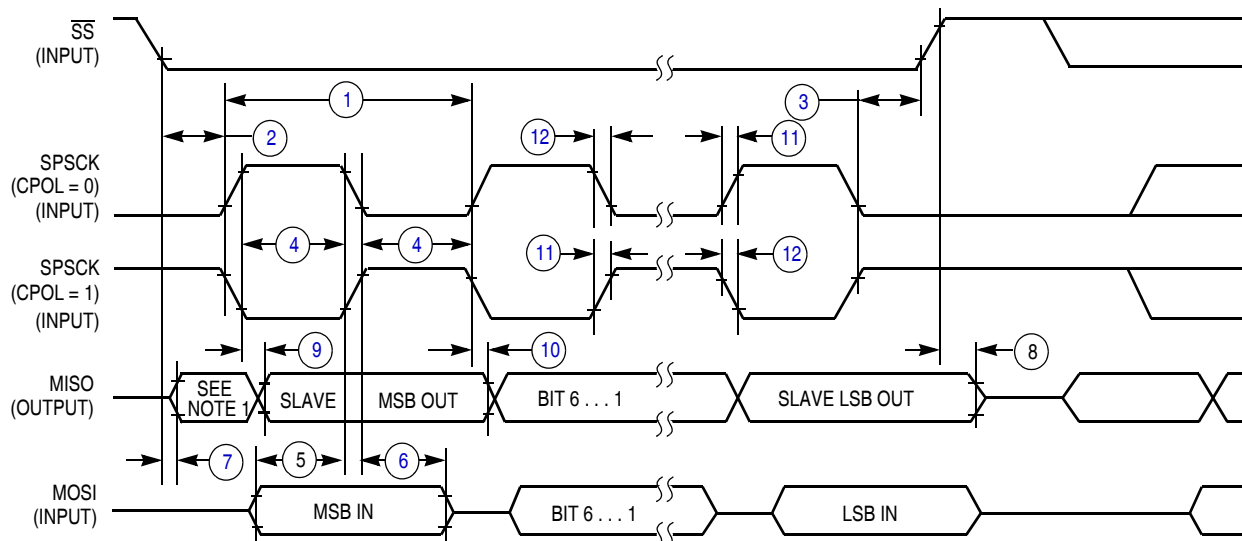 SS
(INPUT)
1
3
2
12
11
SPSCK
(CPOL = 0)
(INPUT)
4
4
11
12
SPSCK
(CPOL = 1)
(INPUT)
9
10
8
MISO
(OUTPUT)
SEE
NOTE 1
SLAVE
MSB OUT
BIT 6 . . . 1
SLAVE LSB OUT
7
5
6
MOSI
(INPUT)
MSB IN
BIT 6 . . . 1
LSB IN